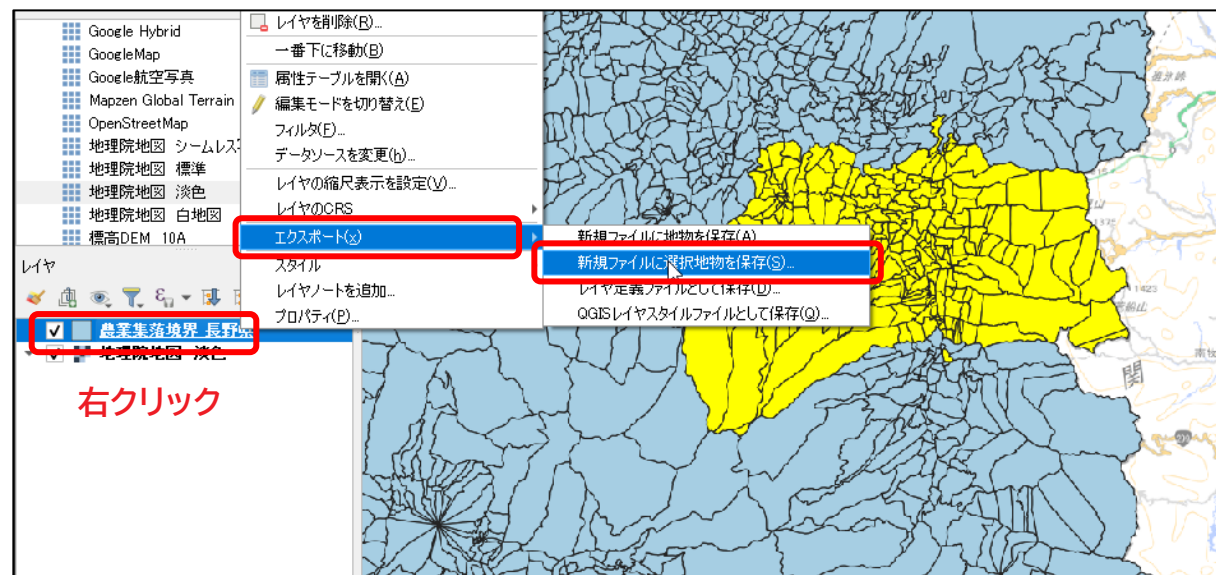 Google Hybrid
GoogleMap
Google航空写真
Mapzen Global Terrain
OpenStreetMap
地理院地図 シームレス
地理院地図 標準
地理院地図 淡色
地理院地図 白地図
標高DEM 10A
レイヤ
農業集落境界 長野県
地理院地図 淡色
右クリック
レイヤを削除(R)...
一番下に移動(B)
属性テーブルを開く(A)
編集モードを切り替え(E)
フィルタ(F)...
データソースを変更(h)...
レイヤの縮尺表示を設定(V)...
レイヤのCRS
エクスポート(x)
スタイル
レイヤノートを追加...
プロパティ(P)...
新規ファイルに地物を保存(A)
新規ファイルに選択地物を保存(S)...
レイヤ定義ファイルとして保存(D)...
QGISレイヤスタイルファイルとして保存(Q)...
1423
関